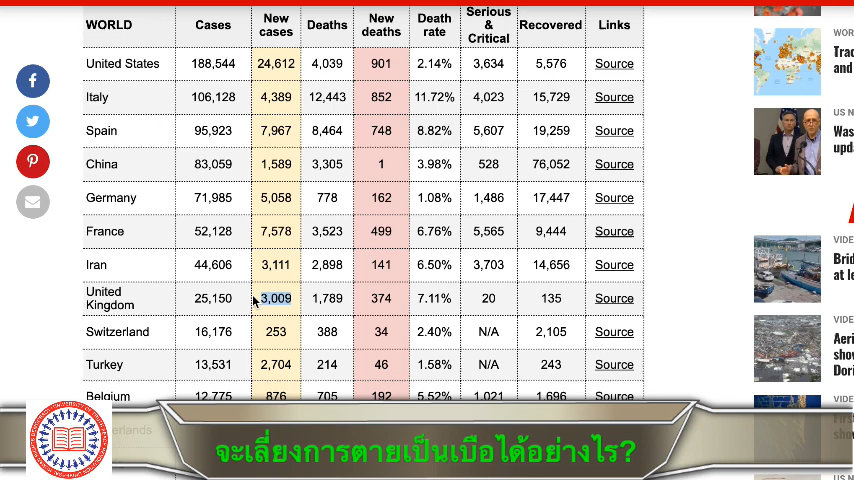 WORLD Cases New cases Deaths New deaths Death rate Serious & Critical Recovered Links
United States 188,544 24,612 4,039 901 2.14% 3,634 5,576 Source
Italy 106,128 4,389 12,443 852 11.72% 4,023 15,729 Source
Spain 95,923 7,967 8,464 748 8.82% 5,607 19,259 Source
China 83,059 1,589 3,305 1 3.98% 528 76,052 Source
Germany 71,985 5,058 778 162 1.08% 1,486 17,447 Source
France 52,128 7,578 3,523 499 6.76% 5,565 9,444 Source
Iran 44,606 3,111 2,898 141 6.50% 3,703 14,656 Source
United Kingdom 25,150 3,009 1,789 374 7.11% 20 135 Source
Switzerland 16,176 253 388 34 2.40% N/A 2,105 Source
Turkey 13,531 2,704 214 46 1.58% N/A 243 Source
Belgium 12,775 876 705 192 5.52% 1,021 1,696 Source
จะเลี่ยงการตายเป็นเบือได้อย่างไร?
US N
VIDE
VIDE
VIDE
US N